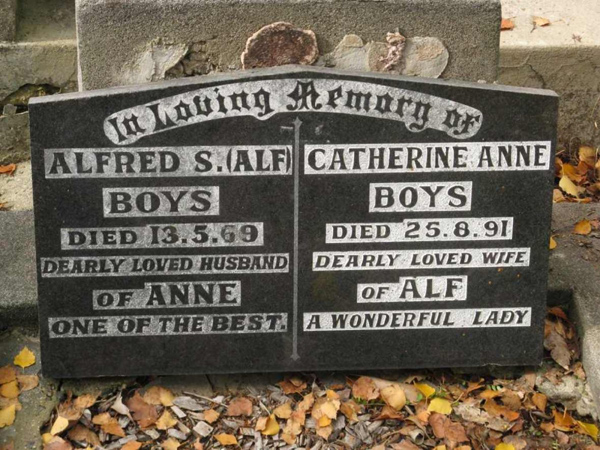 In Loving Memory of
ALFRED S. (ALF)
BOYS
DIED 13.5.69
DEARLY LOVED HUSBAND
OF ANNE
ONE OF THE BEST.
CATHERINE ANNE
BOYS
DIED 25.8.91
DEARLY LOVED WIFE
OF ALF
A WONDERFUL LADY